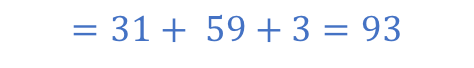 = 31 + 59 + 3 = 93